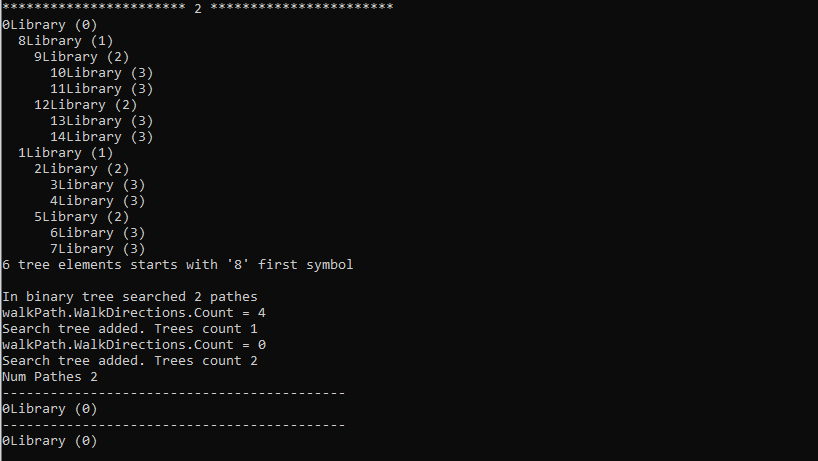 *********************** 2 ***********************
0Library (0)
  8Library (1)
    9Library (2)
      10Library (3)
      11Library (3)
    12Library (2)
      13Library (3)
      14Library (3)
  1Library (1)
    2Library (2)
      3Library (3)
      4Library (3)
    5Library (2)
      6Library (3)
      7Library (3)
6 tree elements starts with '8' first symbol

In binary tree searched 2 pathes
walkPath.WalkDirections.Count = 4
Search tree added. Trees count 1
walkPath.WalkDirections.Count = 0
Search tree added. Trees count 2
Num Pathes 2
-------------------------------------------
0Library (0)
-------------------------------------------
0Library (0)